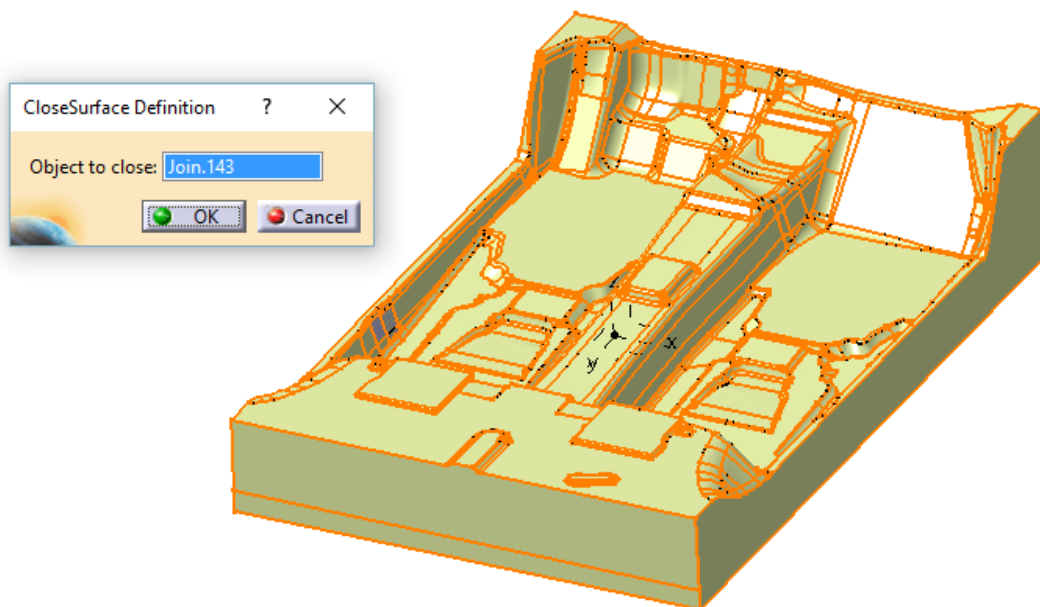 CloseSurface Definition ? ×
Object to close: Join.143
OK Cancel
x
y